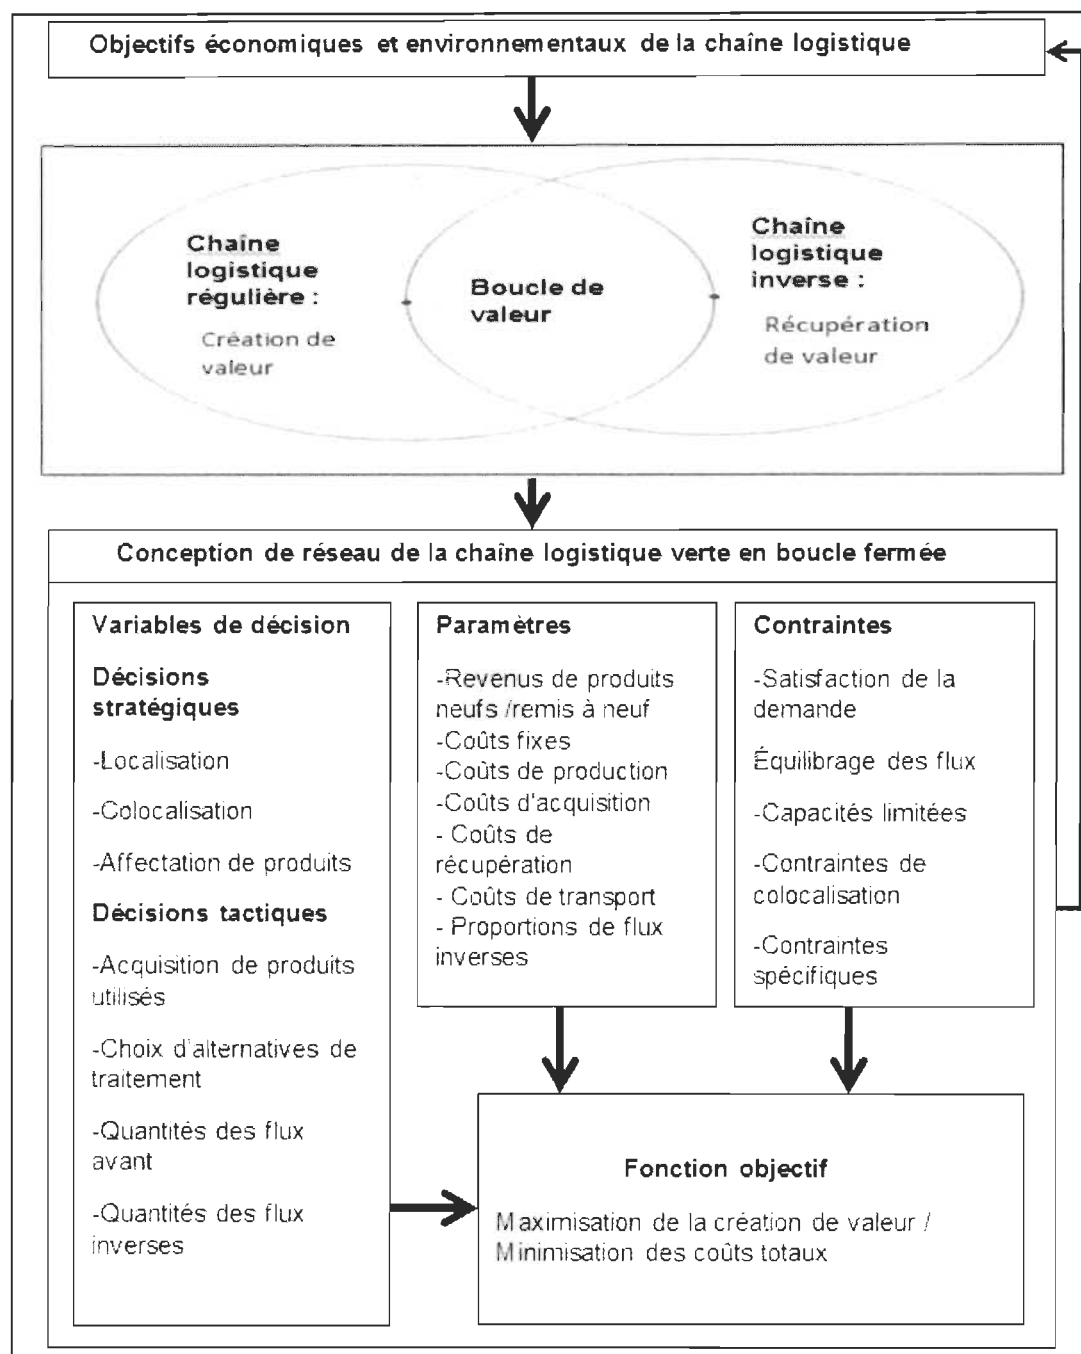 Objectifs économiques et environnementaux de la chaîne logistique
Chaîne
logistique
régulière :
Création de
valeur
Boucle de
valeur
Chaîne
logistique
inverse :
Récupération
de valeur
Conception de réseau de la chaîne logistique verte en boucle fermée
Variables de décision
Décisions
stratégiques
-Localisation
-Colocalisation
-Affectation de produits
Décisions tactiques
-Acquisition de produits
utilisés
-Choix d'alternatives de
traitement
-Quantités des flux
avant
-Quantités des flux
inverses
Paramètres
-Revenus de produits
neufs /remis à neuf
-Coûts fixes
-Coûts de production
-Coûts d'acquisition
- Coûts de
récupération
- Coûts de transport
- Proportions de flux
inverses
Contraintes
-Satisfaction de la
demande
Équilibrage des flux
-Capacités limitées
-Contraintes de
colocalisation
-Contraintes
spécifiques
Fonction objectif
Maximisation de la création de valeur /
Minimisation des coûts totaux